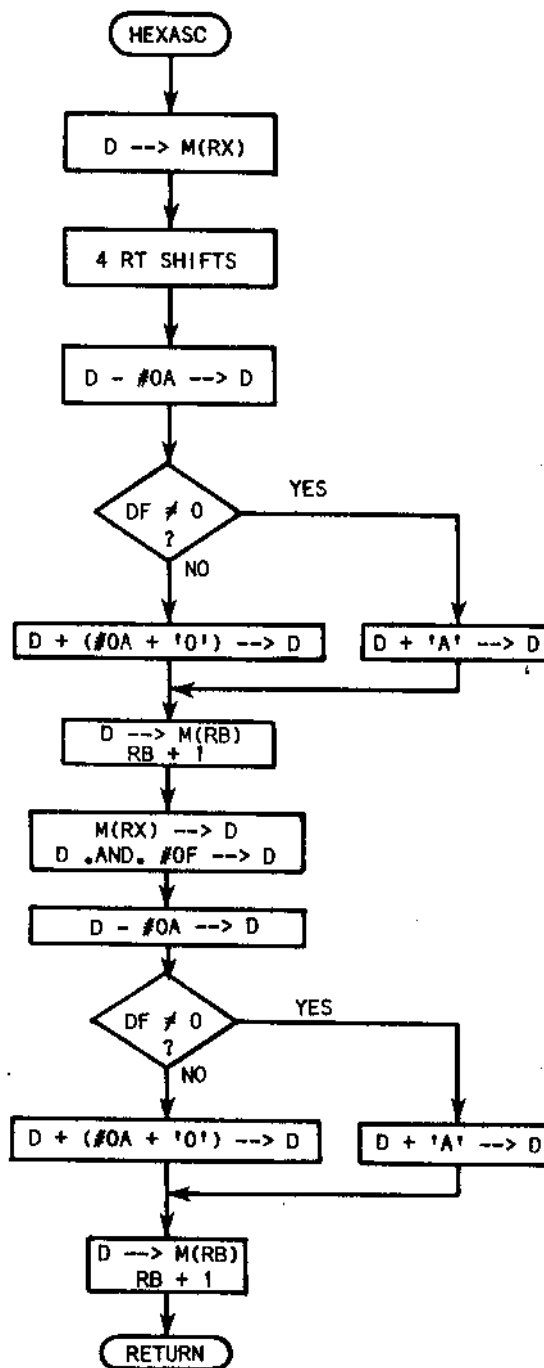 HEXASC
D --> M(RX)
4 RT SHIFTS
D - #0A --> D
DF ≠ 0
?
YES
NO
D + (#0A + '0') --> D
D + 'A' --> D
D --> M(RB)
RB + 1
M(RX) --> D
D .AND. #0F --> D
D - #0A --> D
DF ≠ 0
?
YES
NO
D + (#0A + '0') --> D
D + 'A' --> D
D --> M(RB)
RB + 1
RETURN